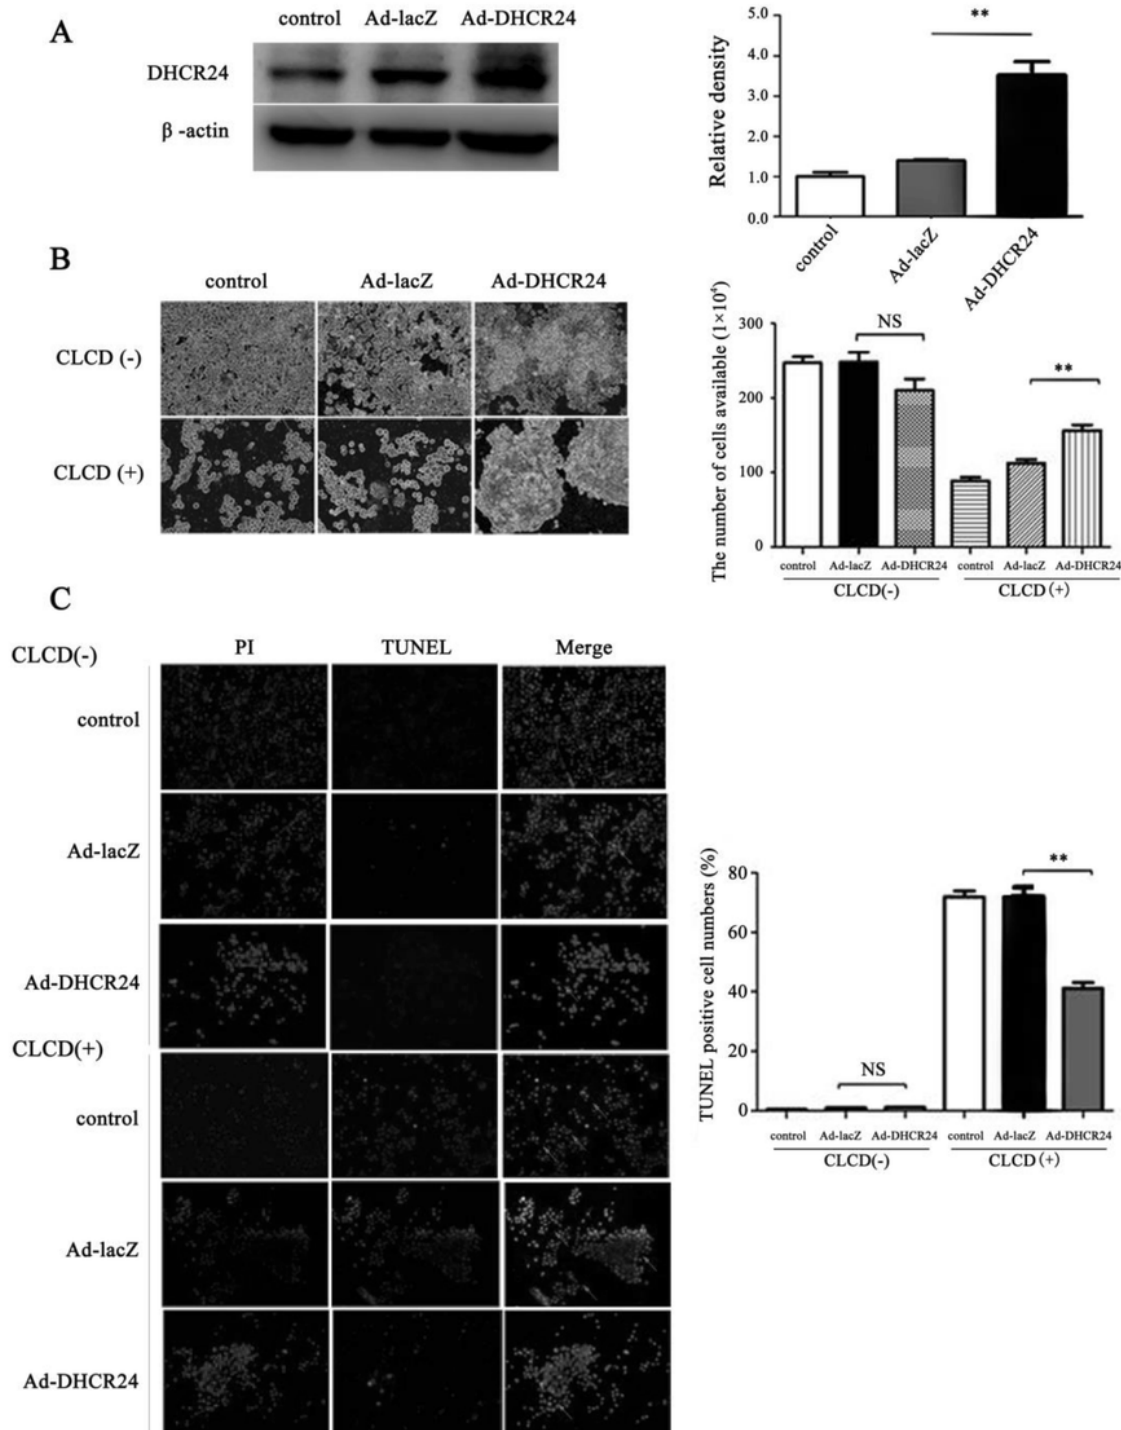 A
control Ad-lacZ Ad-DHCR24
DHCR24
β -actin
Relative density
5.0
4.0
3.0
2.0
1.0
0.0
**
control
Ad-lacZ
Ad-DHCR24
B
control Ad-lacZ Ad-DHCR24
CLCD (-)
CLCD (+)
The number of cells available (1×10⁴)
300
200
100
0
NS
**
control Ad-lacZ Ad-DHCR24 control Ad-lacZ Ad-DHCR24
CLCD(-) CLCD(+)
C
PI TUNEL Merge
CLCD(-)
control
Ad-lacZ
Ad-DHCR24
CLCD(+)
control
Ad-lacZ
Ad-DHCR24
TUNEL positive cell numbers (%)
80
60
40
20
0
NS
**
control Ad-lacZ Ad-DHCR24 control Ad-lacZ Ad-DHCR24
CLCD(-) CLCD(+)